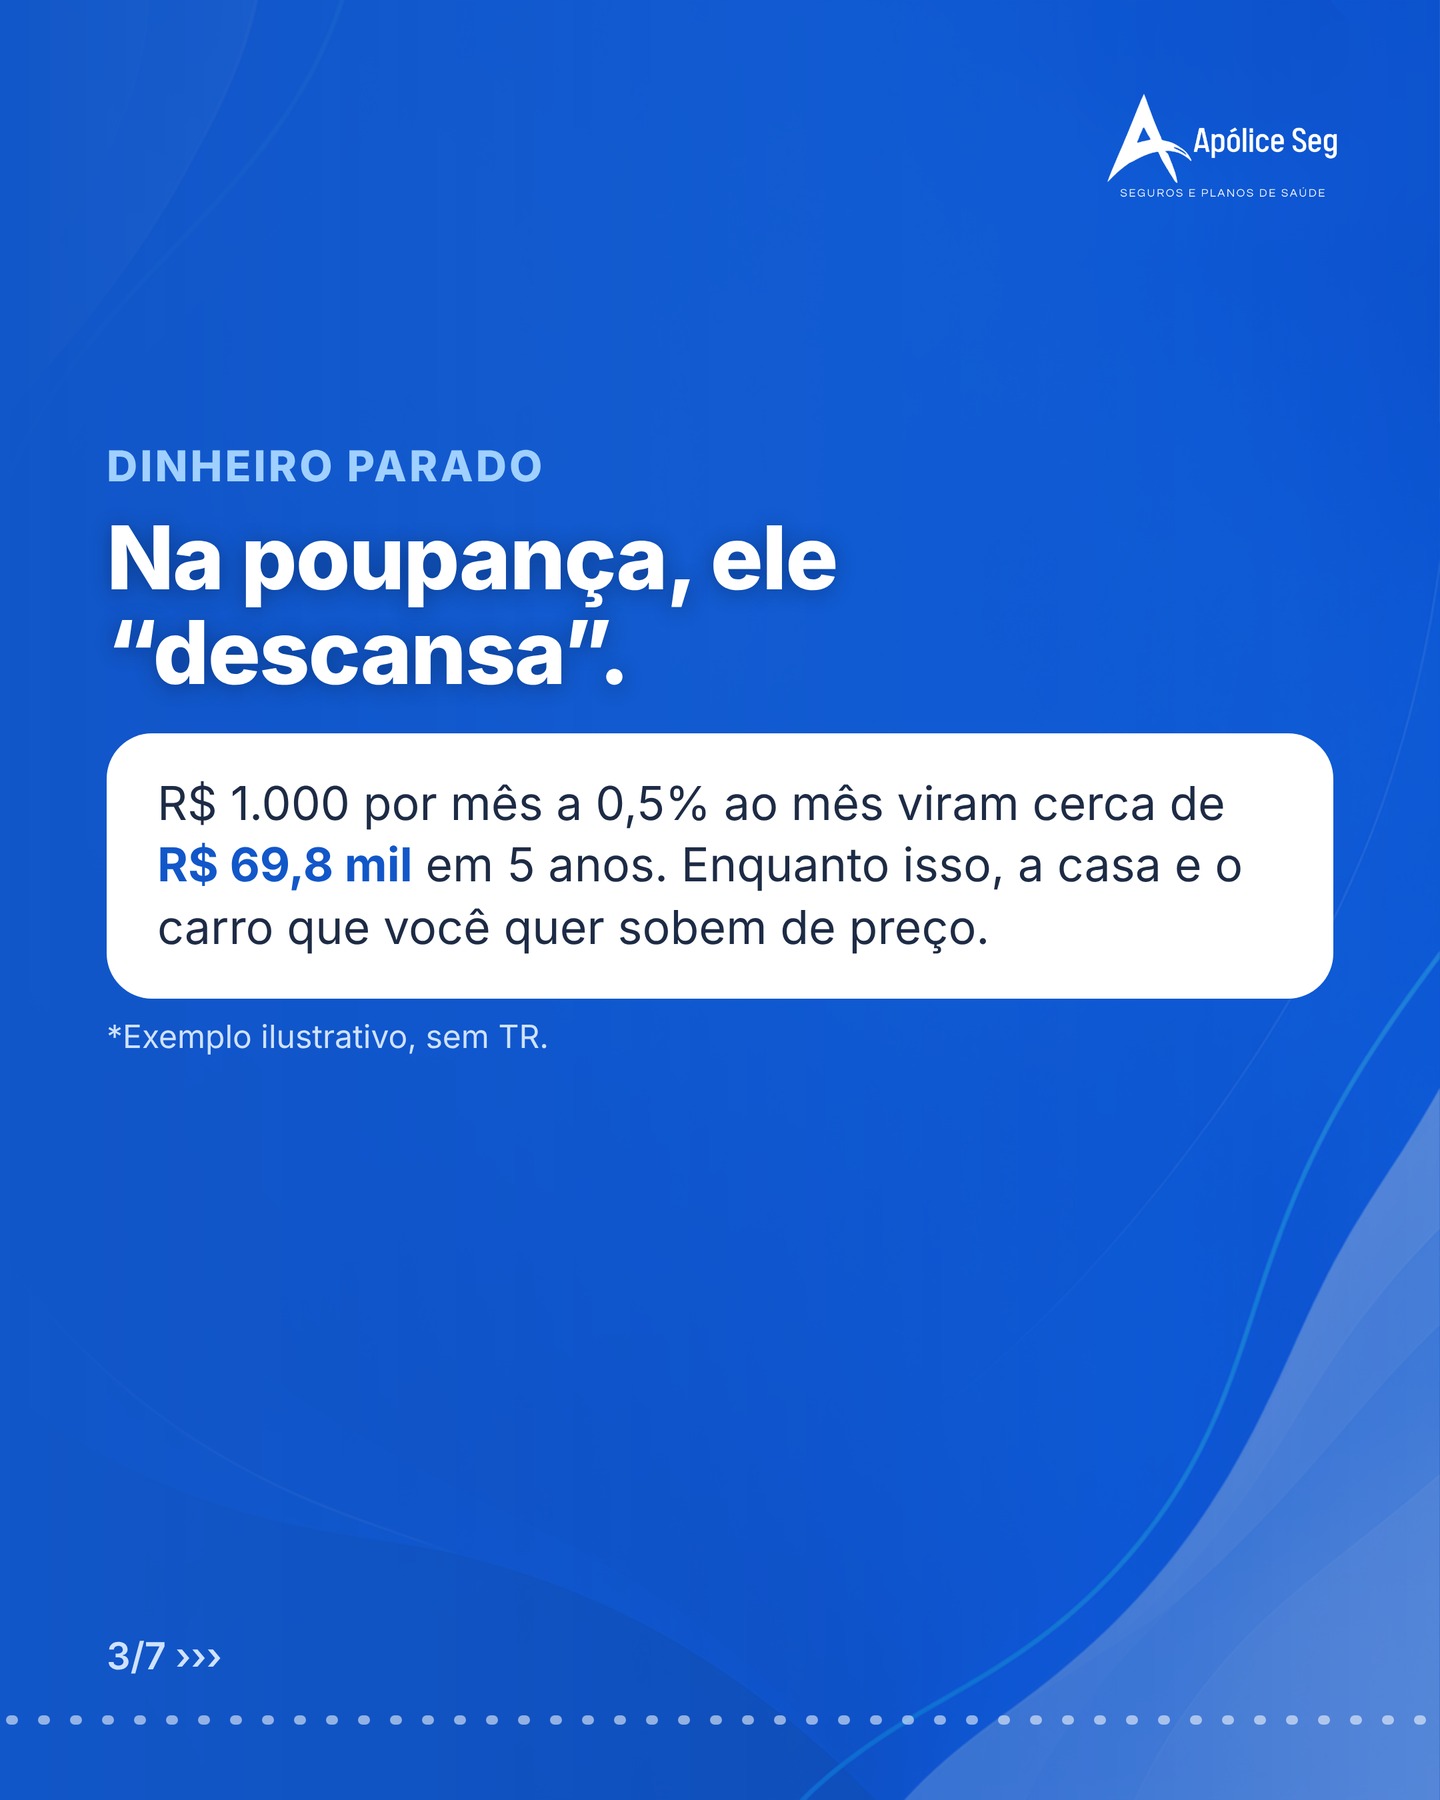 Apólice Seg
SEGUROS E PLANOS DE SAÚDE
DINHEIRO PARADO
Na poupança, ele
“descansa”.
R$ 1.000 por mês a 0,5% ao mês viram cerca de
R$ 69,8 mil em 5 anos. Enquanto isso, a casa e o
carro que você quer sobem de preço.
*Exemplo ilustrativo, sem TR.
3/7 ›››